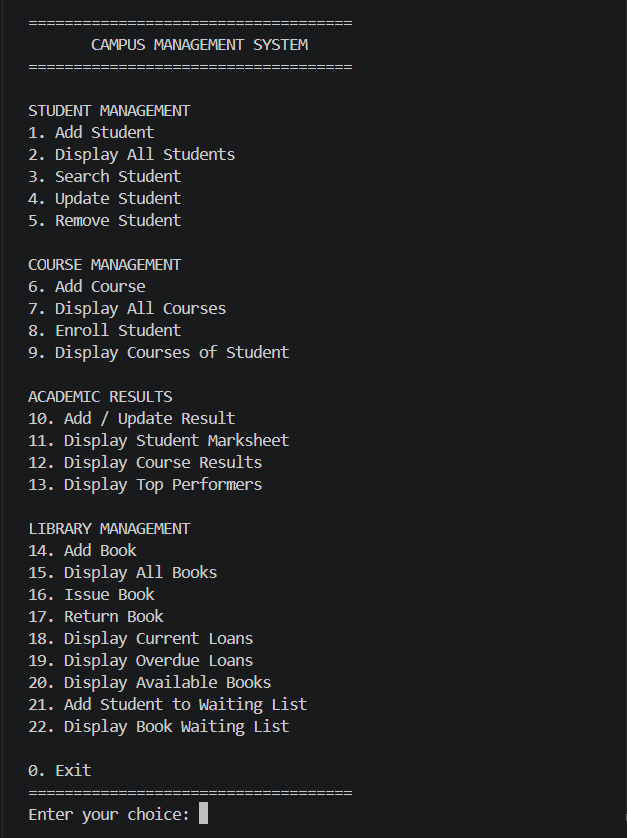 ====================================
CAMPUS MANAGEMENT SYSTEM
====================================
STUDENT MANAGEMENT
1. Add Student
2. Display All Students
3. Search Student
4. Update Student
5. Remove Student
COURSE MANAGEMENT
6. Add Course
7. Display All Courses
8. Enroll Student
9. Display Courses of Student
ACADEMIC RESULTS
10. Add / Update Result
11. Display Student Marksheet
12. Display Course Results
13. Display Top Performers
LIBRARY MANAGEMENT
14. Add Book
15. Display All Books
16. Issue Book
17. Return Book
18. Display Current Loans
19. Display Overdue Loans
20. Display Available Books
21. Add Student to Waiting List
22. Display Book Waiting List
0. Exit
====================================
Enter your choice: